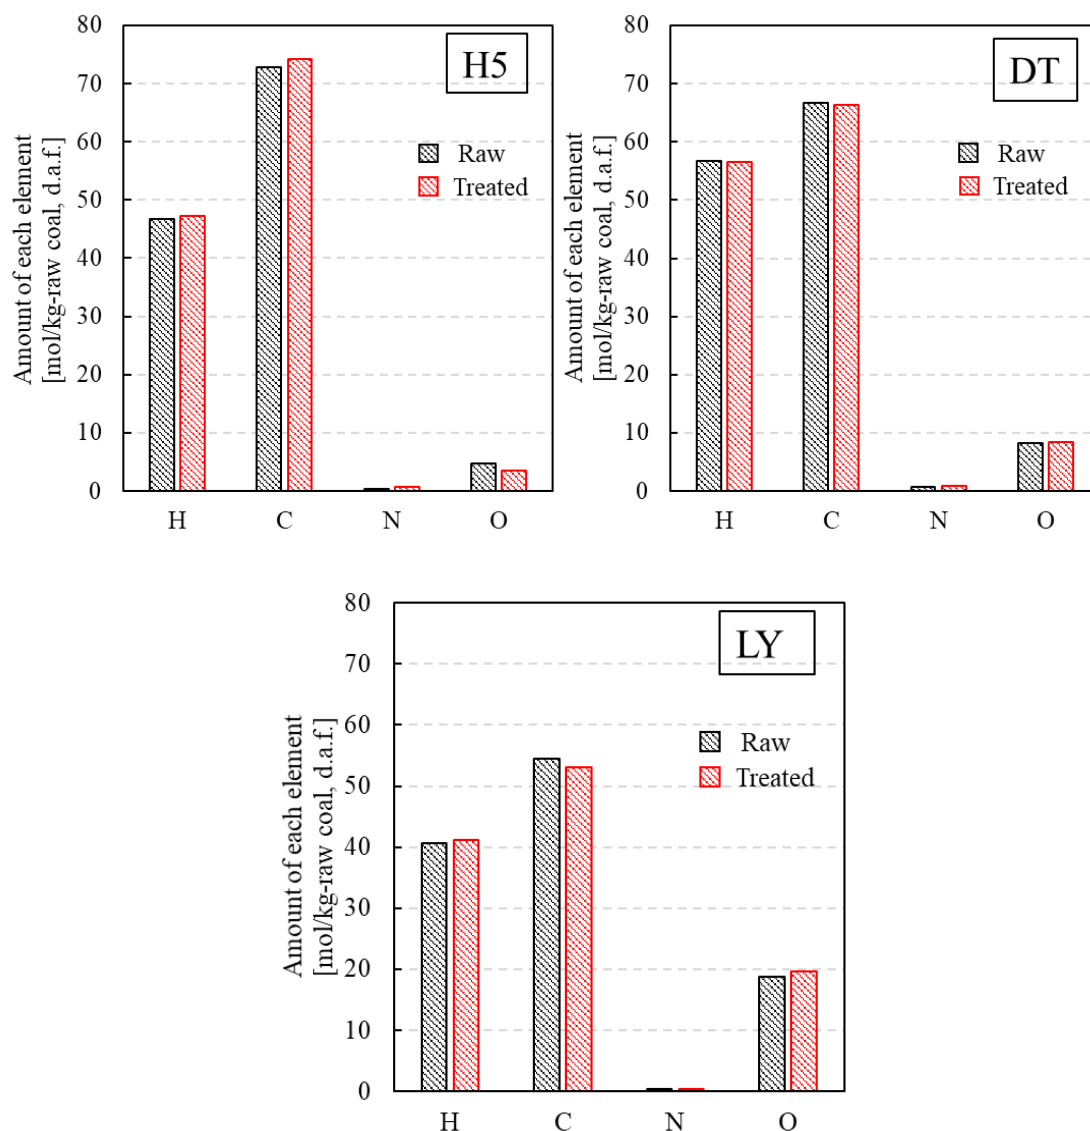 H5
Amount of each element
[mol/kg-raw coal, d.a.f.]
80
70
60
50
40
30
20
10
0
Raw
Treated
H C N O
DT
Amount of each element
[mol/kg-raw coal, d.a.f.]
80
70
60
50
40
30
20
10
0
Raw
Treated
H C N O
LY
Amount of each element
[mol/kg-raw coal, d.a.f.]
80
70
60
50
40
30
20
10
0
Raw
Treated
H C N O